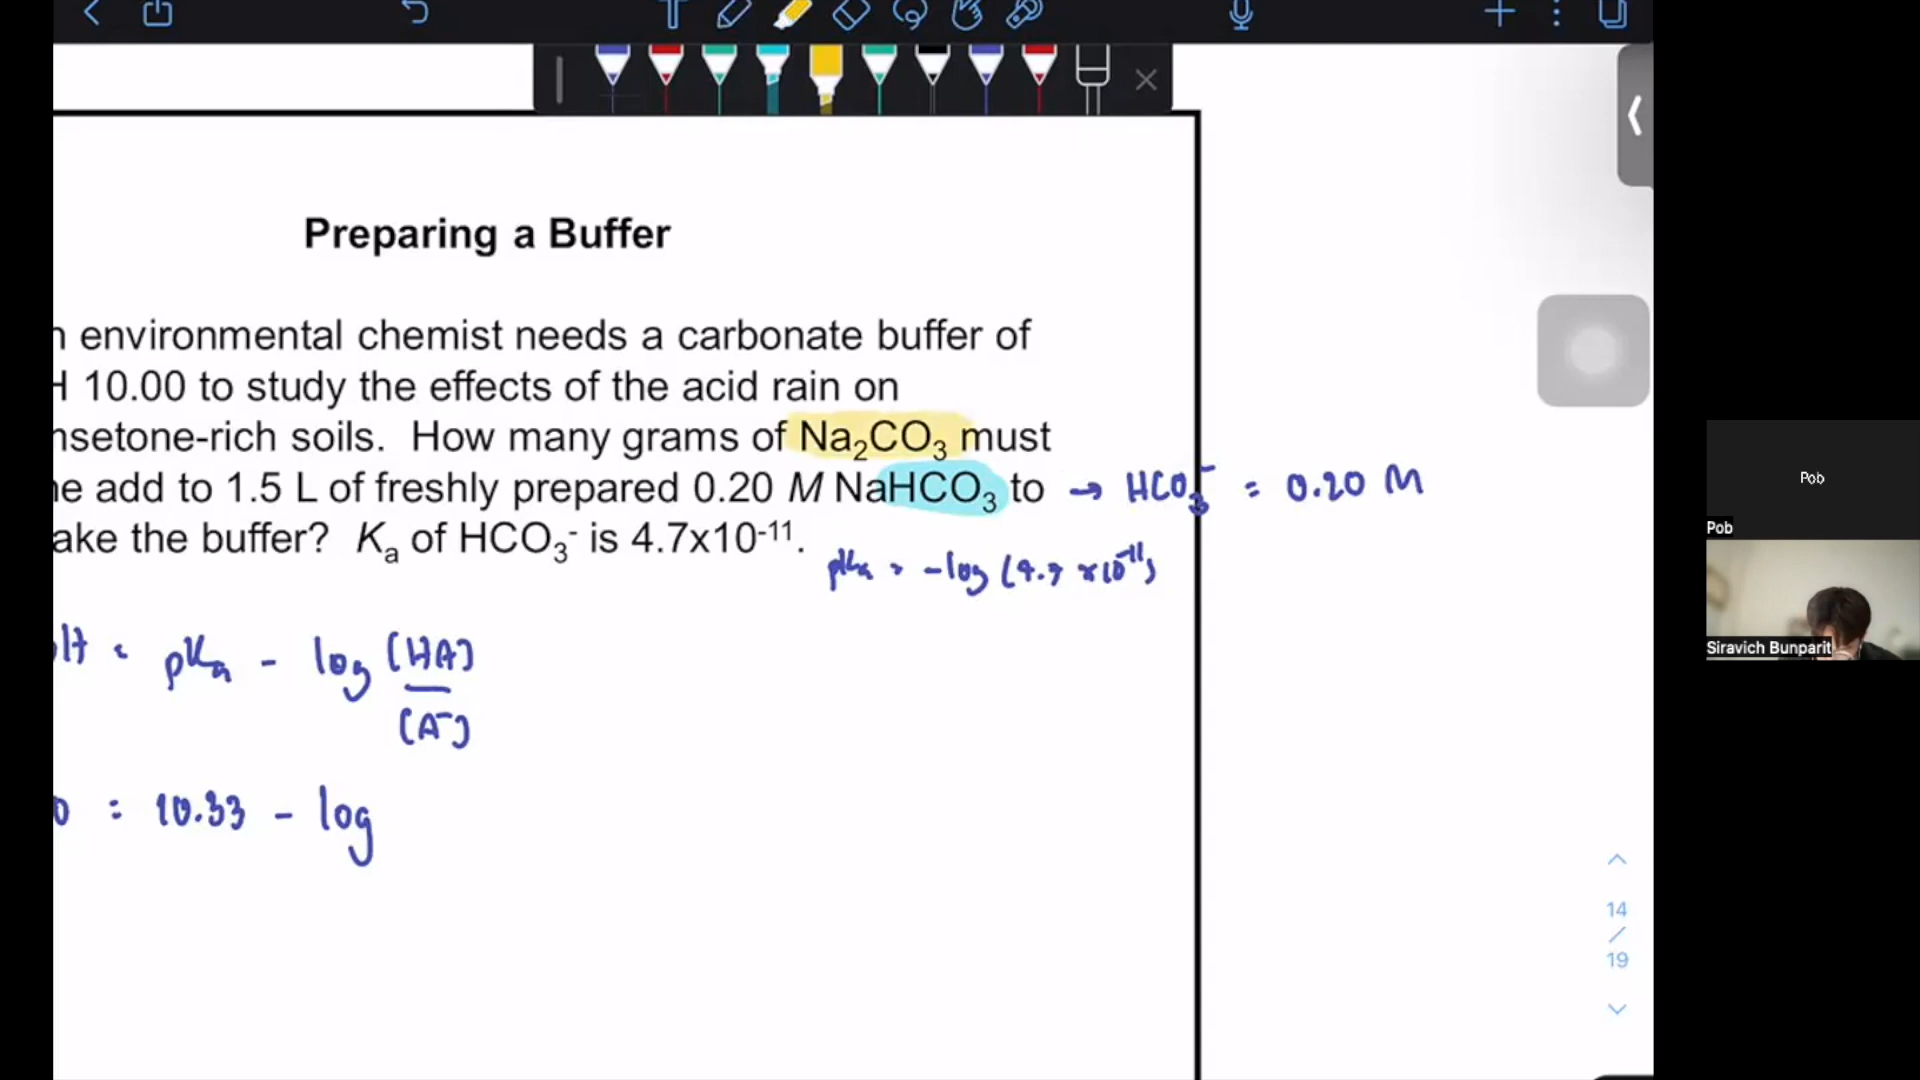 Preparing a Buffer
n environmental chemist needs a carbonate buffer of
H 10.00 to study the effects of the acid rain on
nsetone-rich soils. How many grams of Na₂CO₃ must
he add to 1.5 L of freshly prepared 0.20 M NaHCO₃ to → HCO₃⁻ = 0.20 M
ake the buffer? Kₐ of HCO₃⁻ is 4.7x10⁻¹¹.
pKa = -log (4.7 x10⁻¹¹)
pH = pKa - log [HA]
[A⁻]
0 = 10.33 - log
14
/
19
Pob
Pob
Siravich Bunparit